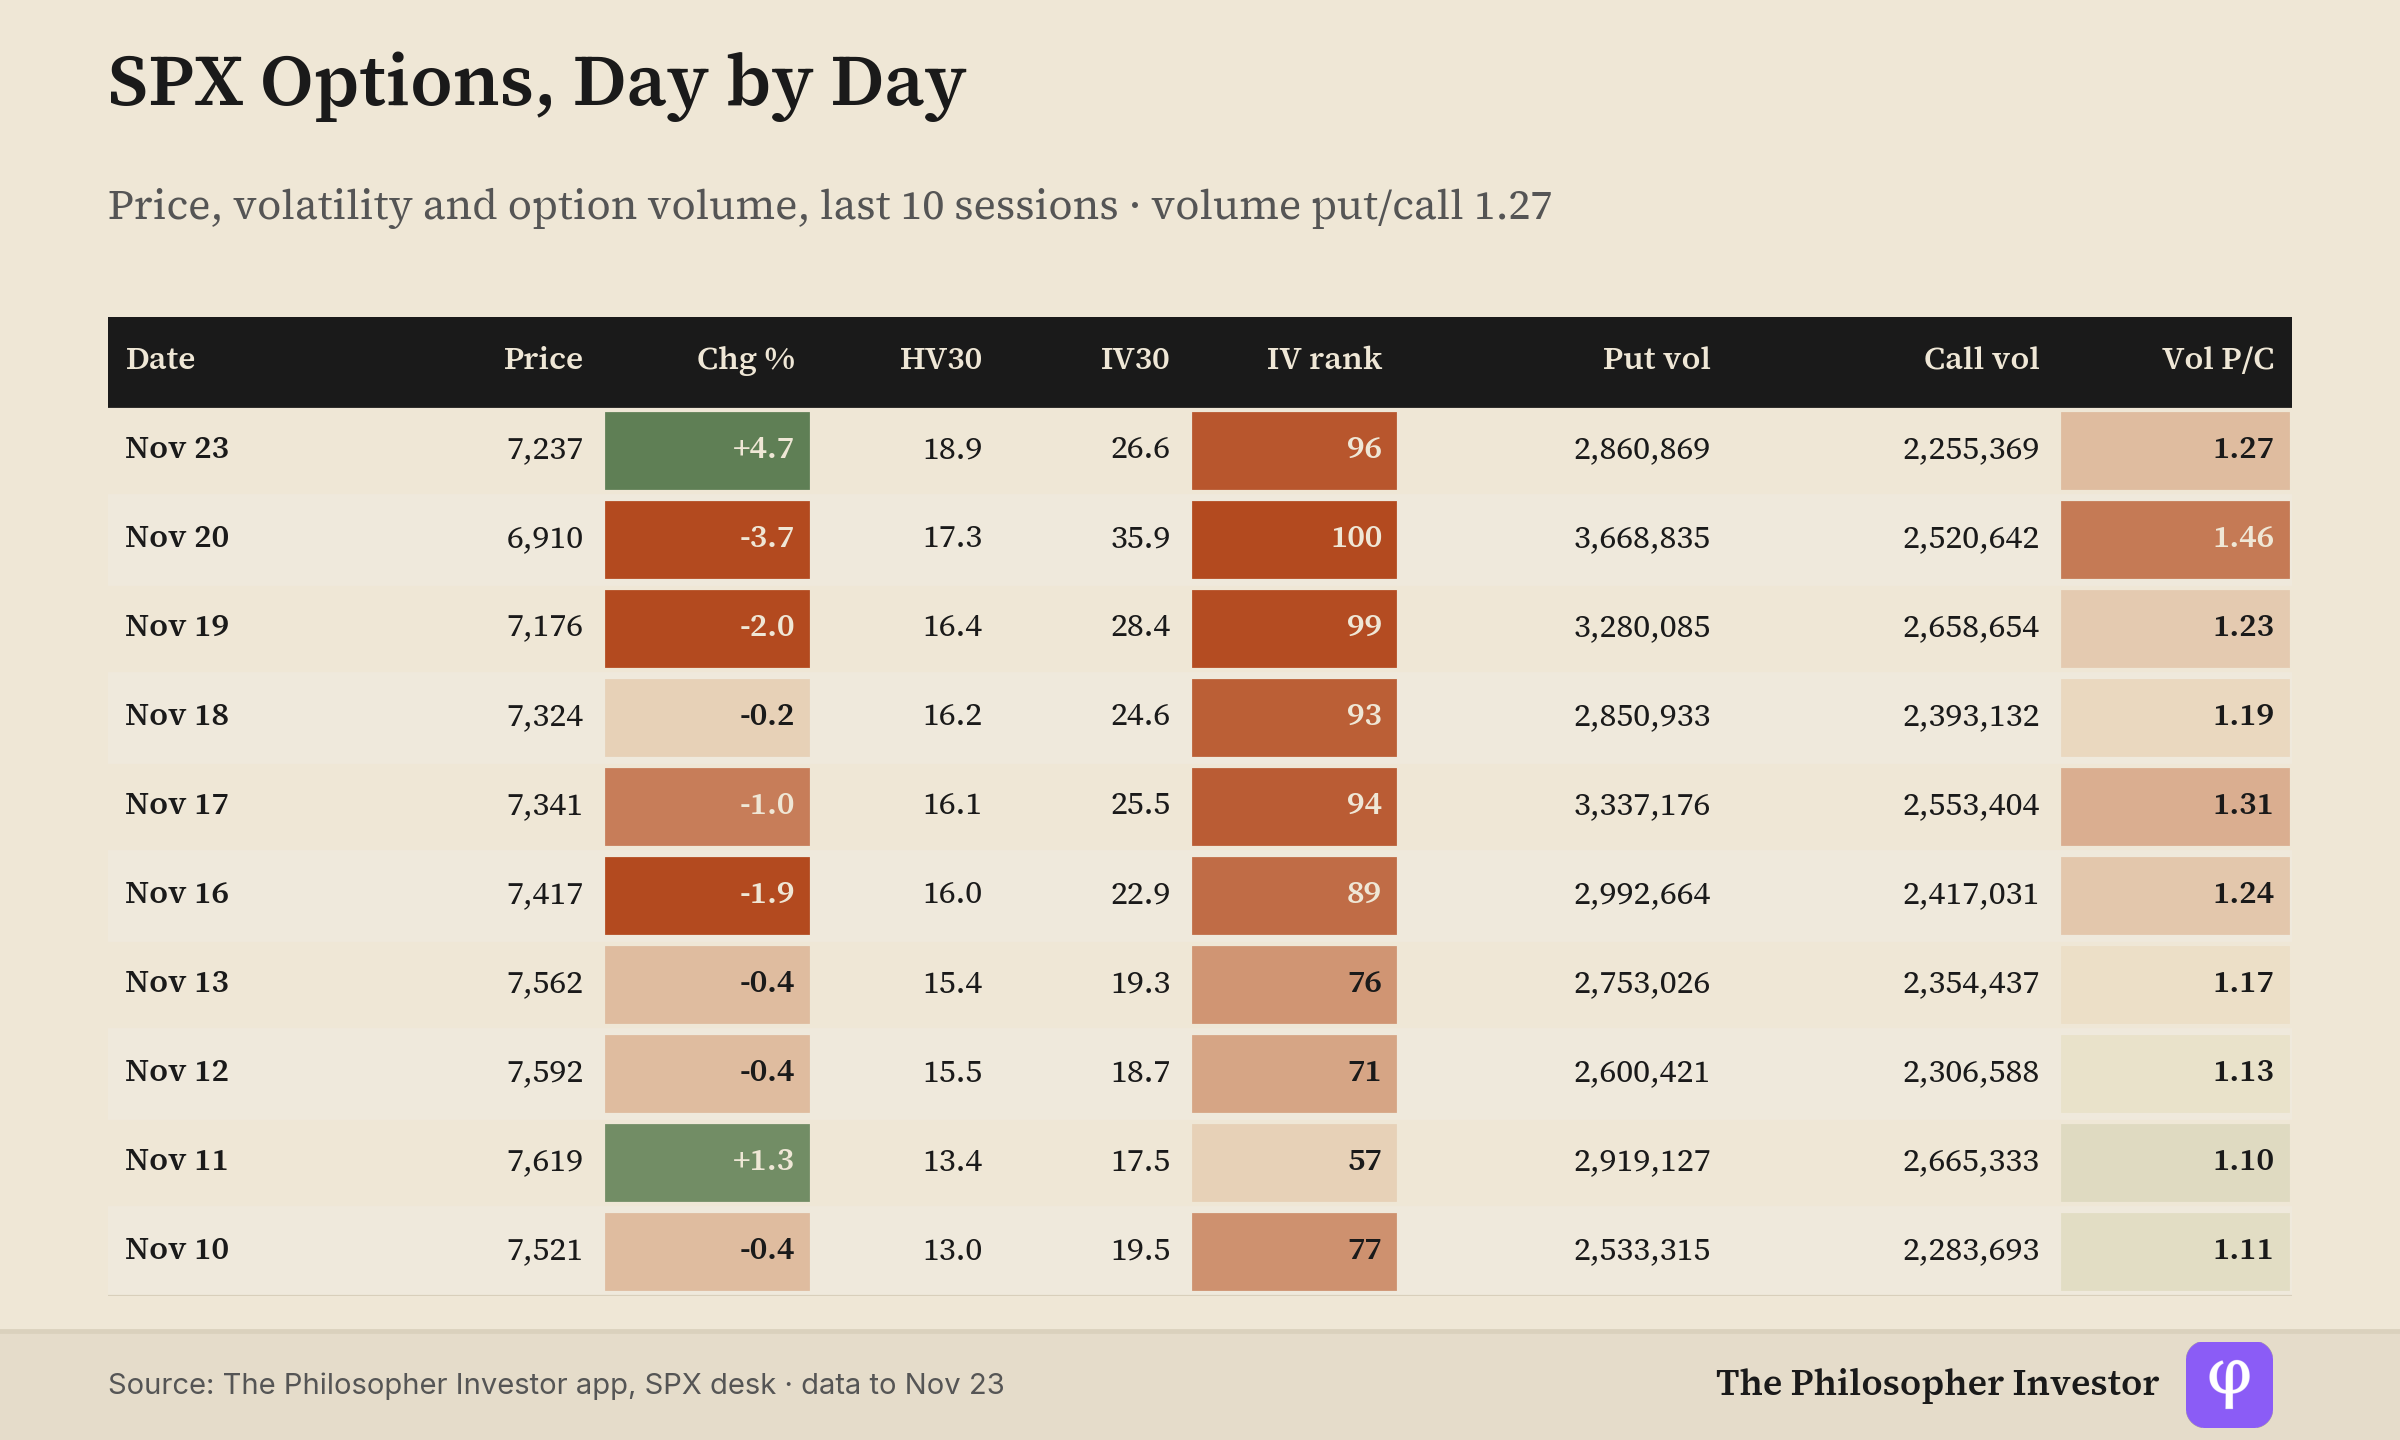 SPX Options, Day by Day
Price, volatility and option volume, last 10 sessions · volume put/call 1.27
Date Price Chg % HV30 IV30 IV rank Put vol Call vol Vol P/C
Nov 23 7,237 +4.7 18.9 26.6 96 2,860,869 2,255,369 1.27
Nov 20 6,910 -3.7 17.3 35.9 100 3,668,835 2,520,642 1.46
Nov 19 7,176 -2.0 16.4 28.4 99 3,280,085 2,658,654 1.23
Nov 18 7,324 -0.2 16.2 24.6 93 2,850,933 2,393,132 1.19
Nov 17 7,341 -1.0 16.1 25.5 94 3,337,176 2,553,404 1.31
Nov 16 7,417 -1.9 16.0 22.9 89 2,992,664 2,417,031 1.24
Nov 13 7,562 -0.4 15.4 19.3 76 2,753,026 2,354,437 1.17
Nov 12 7,592 -0.4 15.5 18.7 71 2,600,421 2,306,588 1.13
Nov 11 7,619 +1.3 13.4 17.5 57 2,919,127 2,665,333 1.10
Nov 10 7,521 -0.4 13.0 19.5 77 2,533,315 2,283,693 1.11
Source: The Philosopher Investor app, SPX desk · data to Nov 23
The Philosopher Investor φ